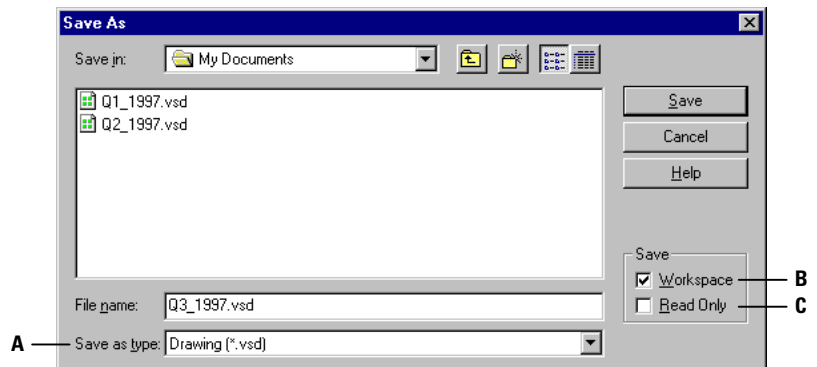 Save As
Save in: My Documents
Q1_1997.vsd
Q2_1997.vsd
Save
Cancel
Help
Save
Workspace B
Read Only C
File name: Q3_1997.vsd
A Save as type: Drawing (*.vsd)